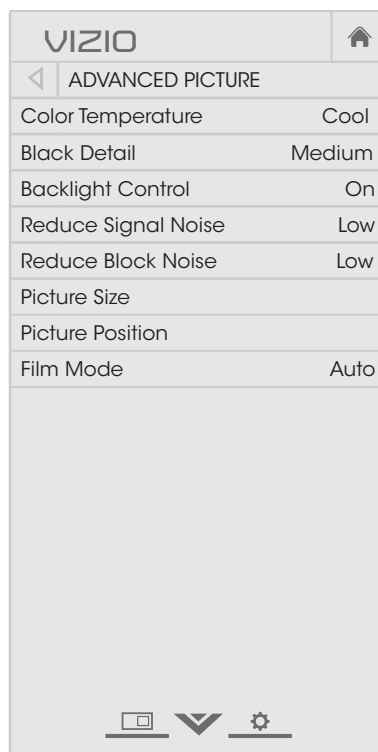 VIZIO
ADVANCED PICTURE
Color Temperature Cool
Black Detail Medium
Backlight Control On
Reduce Signal Noise Low
Reduce Block Noise Low
Picture Size
Picture Position
Film Mode Auto